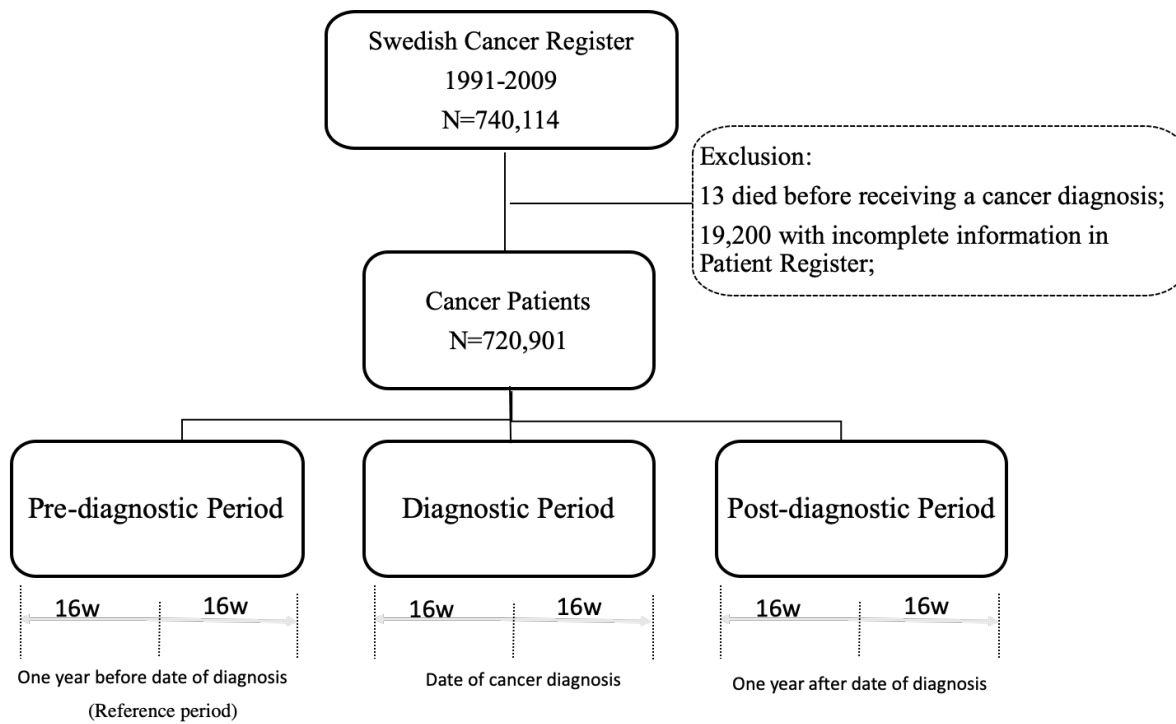 Swedish Cancer Register
1991-2009
N=740,114
Exclusion:
13 died before receiving a cancer diagnosis;
19,200 with incomplete information in
Patient Register;
Cancer Patients
N=720,901
Pre-diagnostic Period
Diagnostic Period
Post-diagnostic Period
16w
16w
16w
16w
16w
16w
One year before date of diagnosis
(Reference period)
Date of cancer diagnosis
One year after date of diagnosis